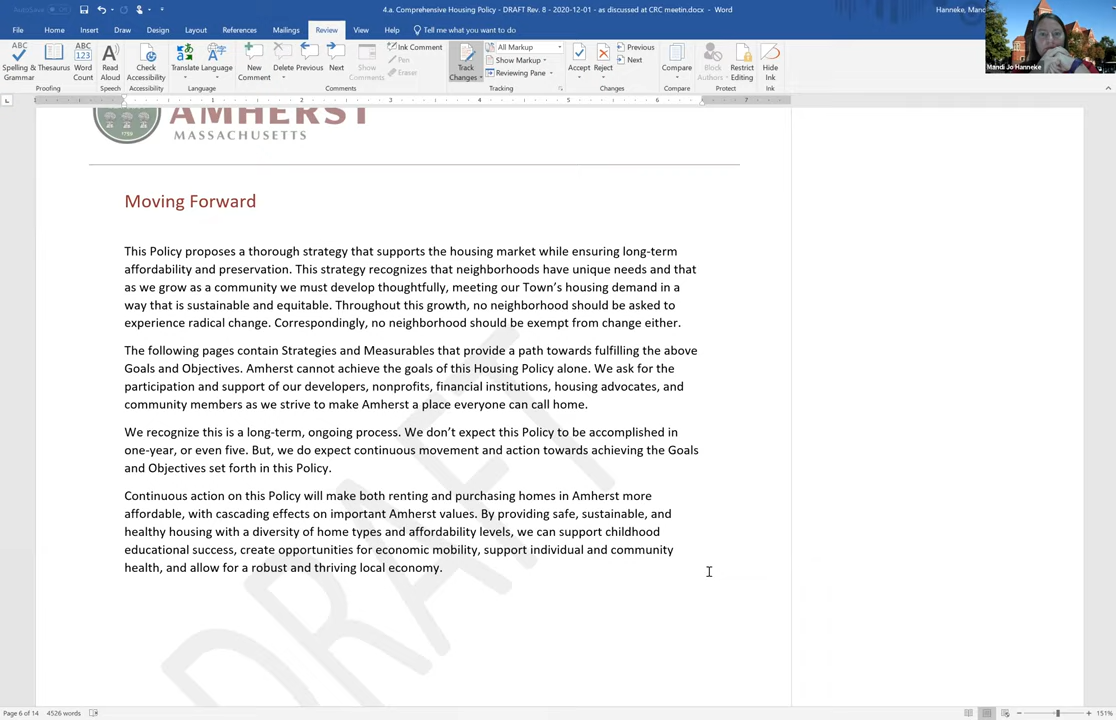 4.a. Comprehensive Housing Policy - DRAFT Rev. 8 - 2020-12-01 - as discussed at CRC meetin.docx - Word
Hanneke, Mand
File Home Insert Draw Design Layout References Mailings Review View Help Tell me what you want to do
Mandi Jo Hanneke
Spelling & Grammar
Thesaurus
Word Count
Read Aloud
Check Accessibility
Translate
Language
New Comment
Delete
Previous
Next
Show Comments
Ink Comment
Pen
Eraser
Track Changes
All Markup
Show Markup
Reviewing Pane
Accept
Reject
Previous
Next
Compare
Block Authors
Restrict Editing
Hide Ink
Proofing Speech Accessibility Language Comments Tracking Changes Compare Protect Ink
AMHERST
MASSACHUSETTS
1759
Moving Forward
This Policy proposes a thorough strategy that supports the housing market while ensuring long-term
affordability and preservation. This strategy recognizes that neighborhoods have unique needs and that
as we grow as a community we must develop thoughtfully, meeting our Town's housing demand in a
way that is sustainable and equitable. Throughout this growth, no neighborhood should be asked to
experience radical change. Correspondingly, no neighborhood should be exempt from change either.
The following pages contain Strategies and Measurables that provide a path towards fulfilling the above
Goals and Objectives. Amherst cannot achieve the goals of this Housing Policy alone. We ask for the
participation and support of our developers, nonprofits, financial institutions, housing advocates, and
community members as we strive to make Amherst a place everyone can call home.
We recognize this is a long-term, ongoing process. We don't expect this Policy to be accomplished in
one-year, or even five. But, we do expect continuous movement and action towards achieving the Goals
and Objectives set forth in this Policy.
Continuous action on this Policy will make both renting and purchasing homes in Amherst more
affordable, with cascading effects on important Amherst values. By providing safe, sustainable, and
healthy housing with a diversity of home types and affordability levels, we can support childhood
educational success, create opportunities for economic mobility, support individual and community
health, and allow for a robust and thriving local economy.
DRAFT
Page 6 of 14 4526 words
151%